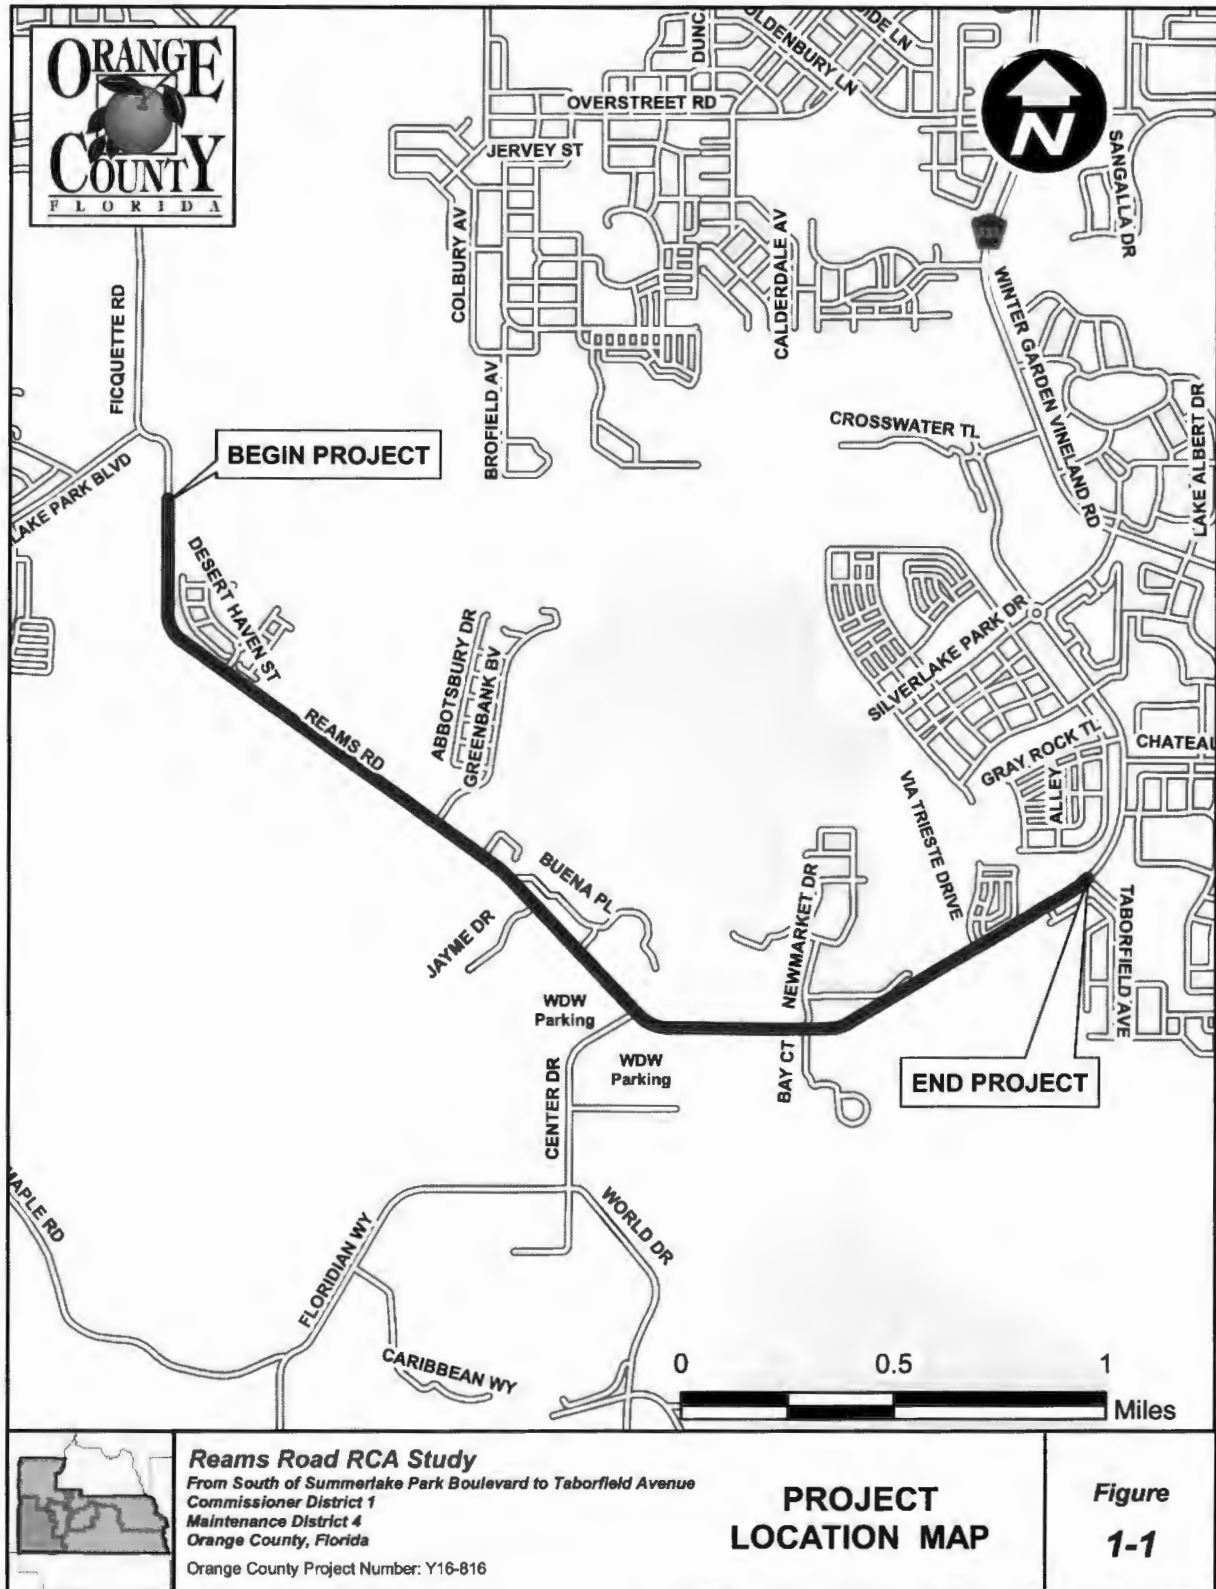 ORANGE
COUNTY
FLORIDA
DUNCA
OLDENBURY LN
IDE LN
OVERSTREET RD
JERVEY ST
N
SANGALLA DR
COLBURY AV
CALDERDALE AV
FICQUETTE RD
WINTER GARDEN VINELAND RD
BROFIELD AV
CROSSWATER TL
LAKE ALBERT DR
BEGIN PROJECT
LAKE PARK BLVD
DESERT HAVEN ST
ABBOTSBURY DR
GREENBANK BV
SILVERLAKE PARK DR
REAMS RD
GRAY ROCK TL
CHATEAU
ALLEY
VIA TRIESTE DRIVE
BUENA PL
NEWMARKET DR
TABORFIELD AVE
JAYME DR
WDW
Parking
WDW
Parking
BAY CT
END PROJECT
CENTER DR
MAPLE RD
FLORIDIAN WY
WORLD DR
CARIBBEAN WY
0 0.5 1
Miles
Reams Road RCA Study
From South of Summerlake Park Boulevard to Taborfield Avenue
Commissioner District 1
Maintenance District 4
Orange County, Florida
Orange County Project Number: Y16-816
PROJECT
LOCATION MAP
Figure
1-1